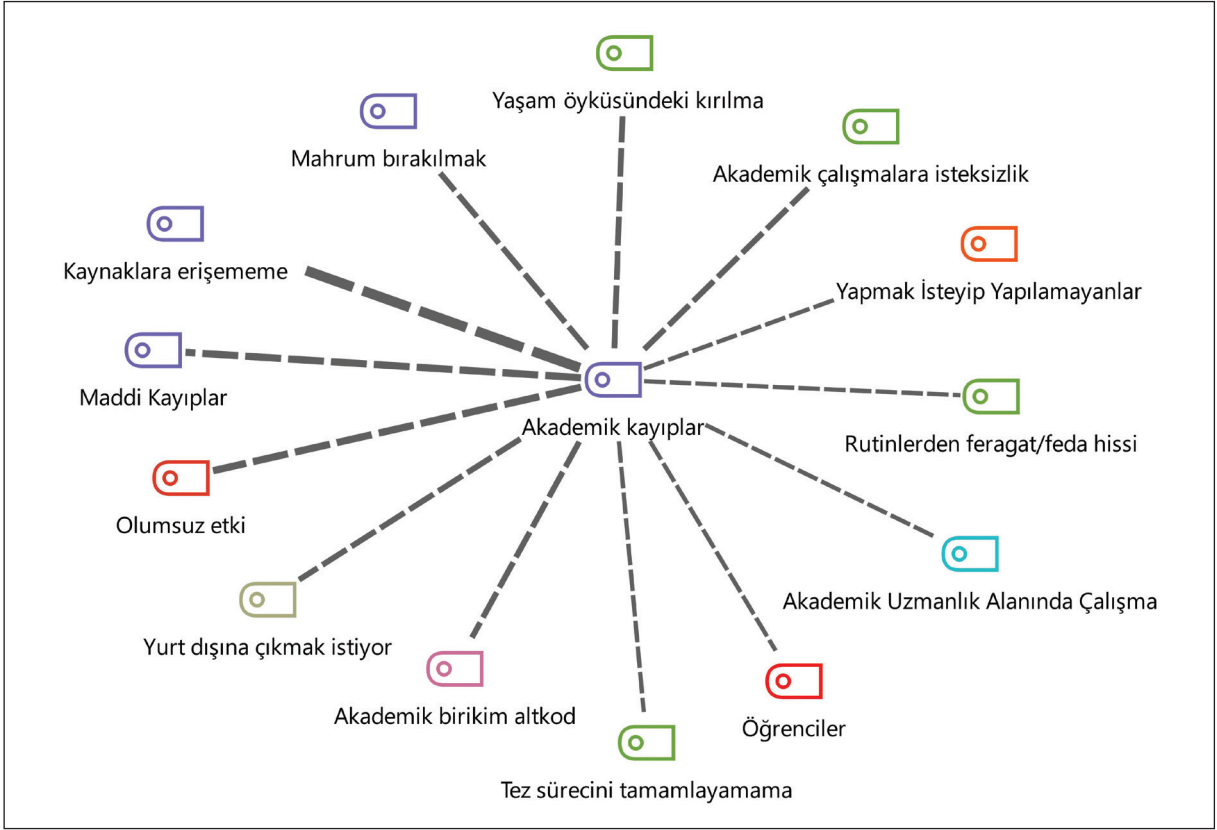 Yaşam öyküsündeki kırılma
Mahrum bırakılmak
Akademik çalışmalara isteksizlik
Kaynaklara erişememe
Yapmak İsteyip Yapılamayanlar
Maddi Kayıplar
Akademik kayıplar
Rutinlerden feragat/feda hissi
Olumsuz etki
Akademik Uzmanlık Alanında Çalışma
Yurt dışına çıkmak istiyor
Akademik birikim altkod
Öğrenciler
Tez sürecini tamamlayamama